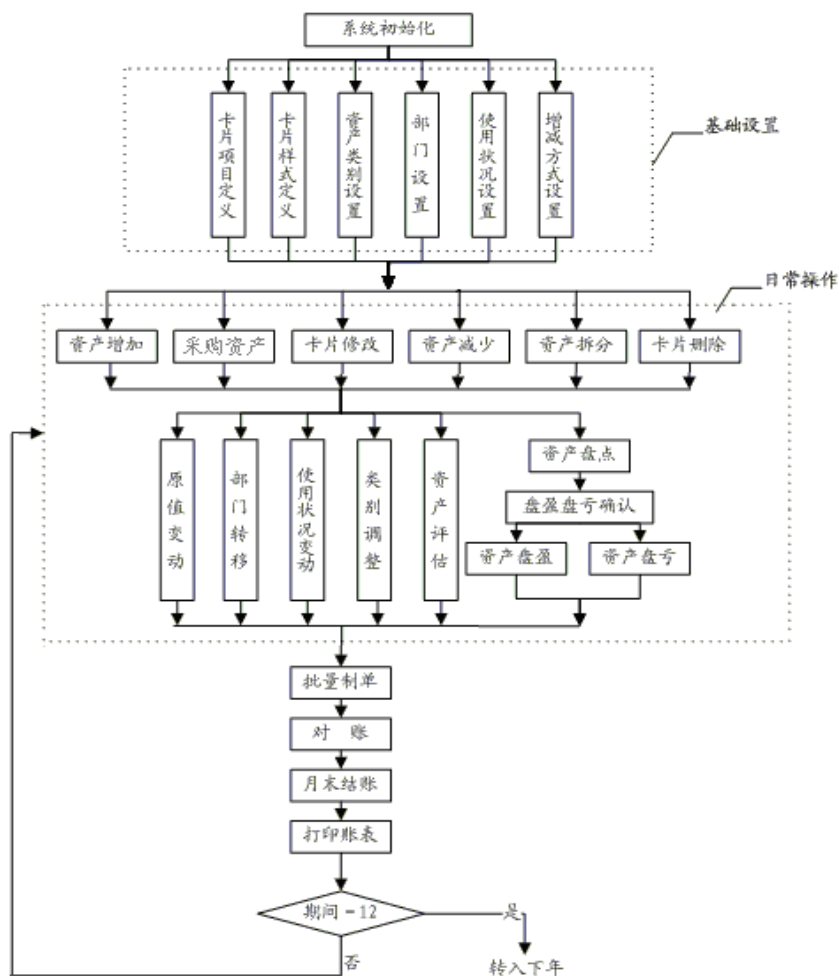 系统初始化
卡片项目定义
卡片样式定义
资产类别设置
部门设置
使用状况设置
增减方式设置
基础设置
日常操作
资产增加
采购资产
卡片修改
资产减少
资产拆分
卡片删除
原值变动
部门转移
使用状况变动
类别调整
资产评估
资产盘点
盘盈盘亏确认
资产盘盈
资产盘亏
批量制单
对 账
月末结账
打印账表
期间=12
是
否
转入下年